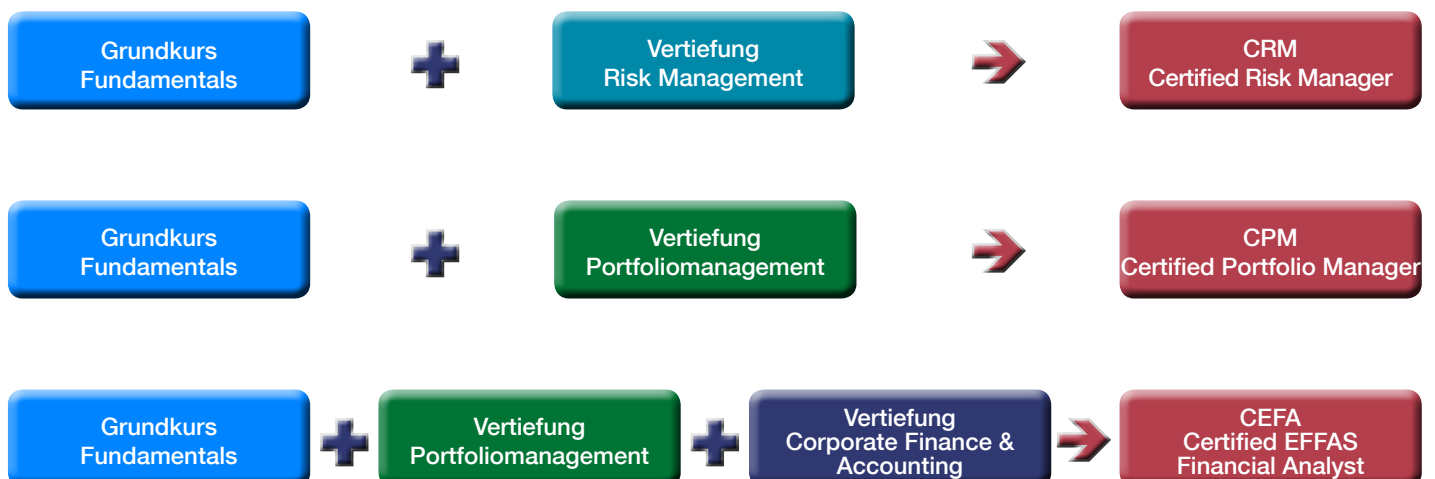 Grundkurs
Fundamentals
Vertiefung
Risk Management
CRM
Certified Risk Manager
Grundkurs
Fundamentals
Vertiefung
Portfoliomanagement
CPM
Certified Portfolio Manager
Grundkurs
Fundamentals
Vertiefung
Portfoliomanagement
Vertiefung
Corporate Finance &
Accounting
CEFA
Certified EFFAS
Financial Analyst